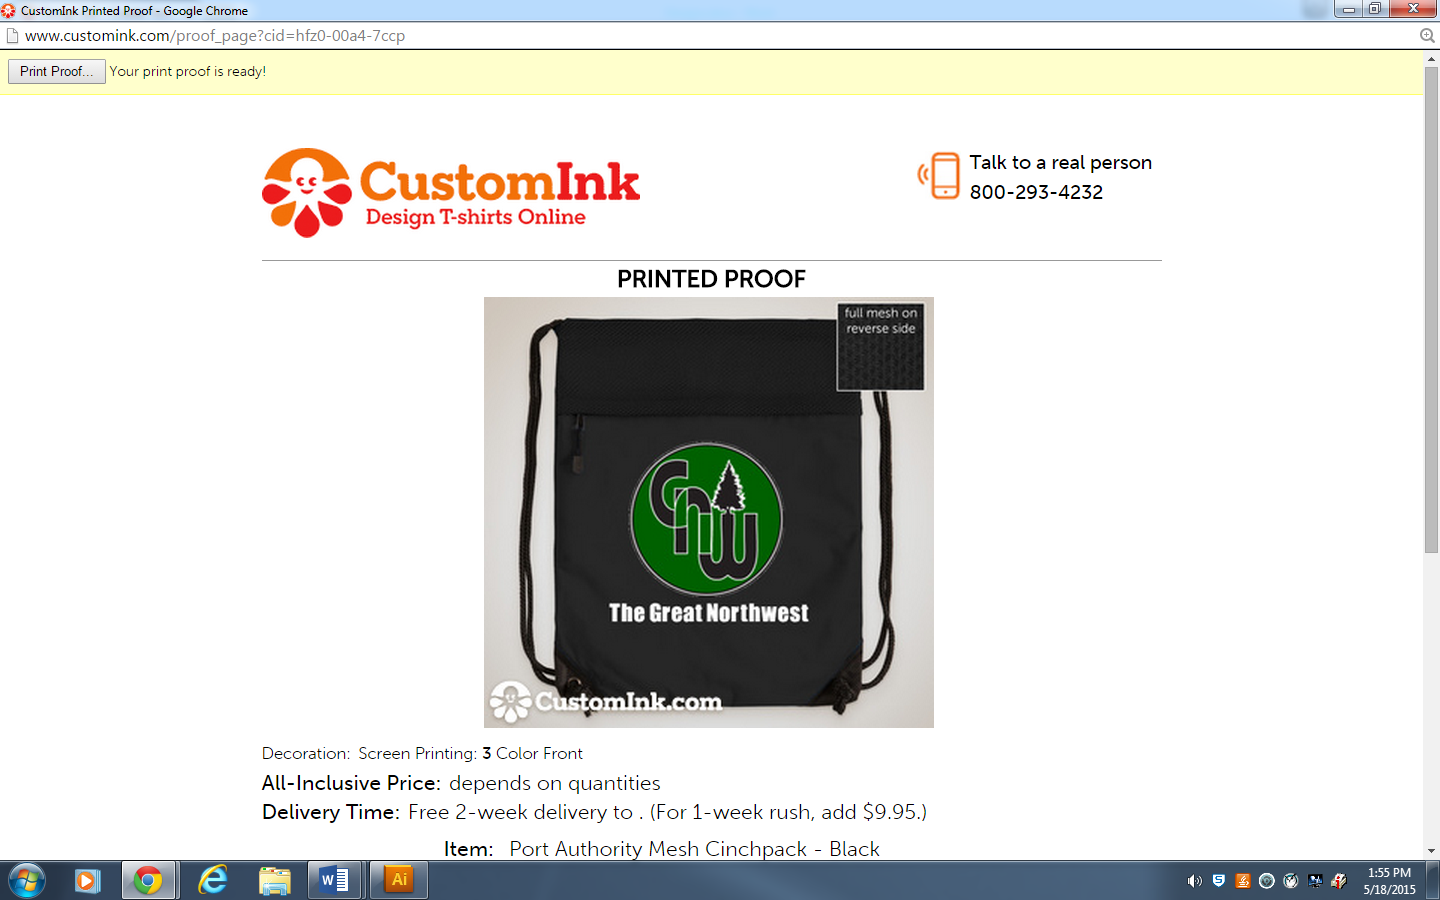 CustomInk Printed Proof - Google Chrome
www.customink.com/proof_page?cid=hfz0-00a4-7ccp
Print Proof... Your print proof is ready!
CustomInk
Design T-shirts Online
Talk to a real person
800-293-4232
PRINTED PROOF
full mesh on
reverse side
GNW
The Great Northwest
CustomInk.com
Decoration: Screen Printing: 3 Color Front
All-Inclusive Price: depends on quantities
Delivery Time: Free 2-week delivery to . (For 1-week rush, add $9.95.)
Item: Port Authority Mesh Cinchpack - Black
W
Ai
1:55 PM
5/18/2015